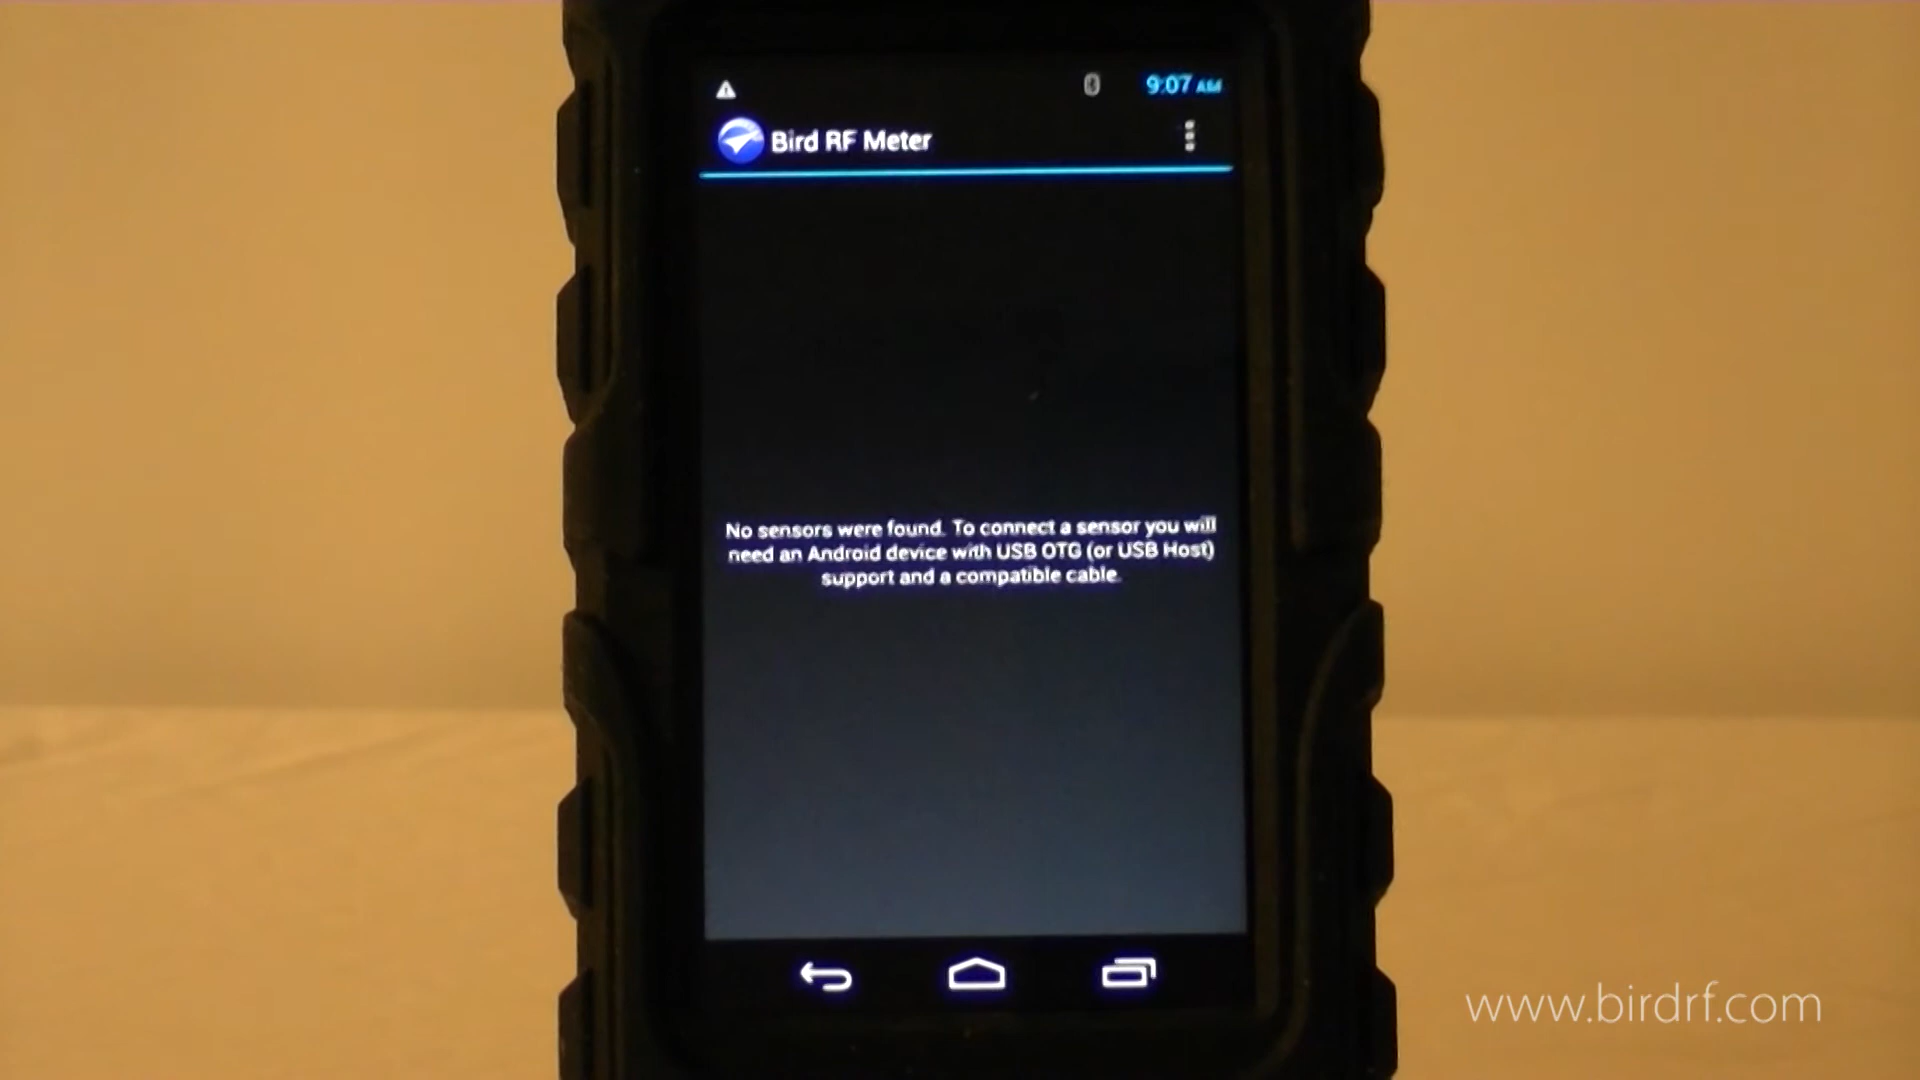 9:07 AM
Bird RF Meter
No sensors were found. To connect a sensor you will
need an Android device with USB OTG (or USB Host)
support and a compatible cable.
www.birdrf.com